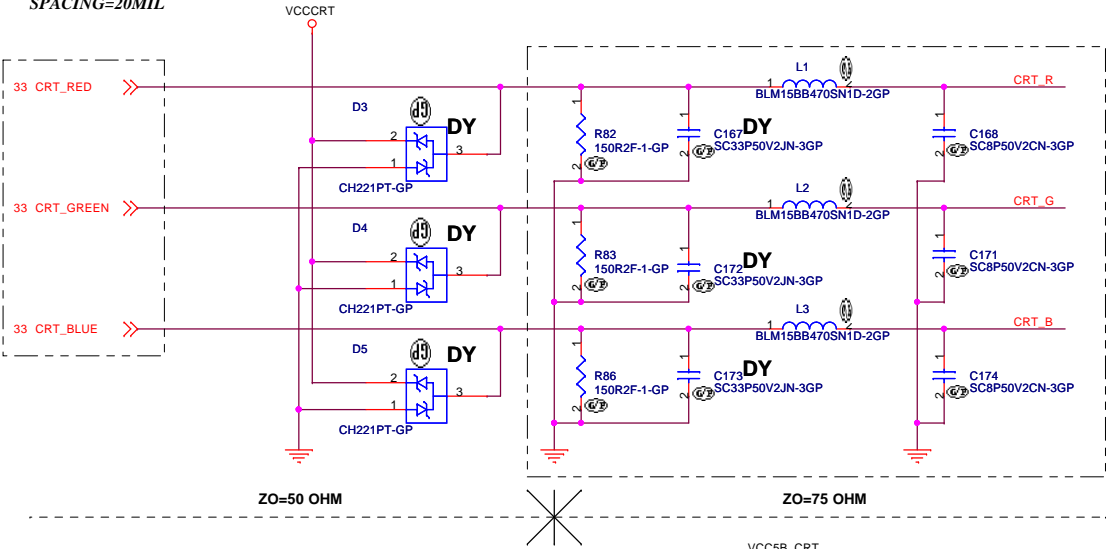 SPACING=20MIL
VCCCRT
33 CRT_RED
D3
2
1
3
DY
CH221PT-GP
1
R82
150R2F-1-GP
2
1
C167
DY
SC33P50V2JN-3GP
2
L1
1
2
BLM15BB470SN1D-2GP
CRT_R
1
C168
SC8P50V2CN-3GP
2
33 CRT_GREEN
D4
2
1
3
DY
CH221PT-GP
1
R83
150R2F-1-GP
2
1
C172
DY
SC33P50V2JN-3GP
2
L2
1
2
BLM15BB470SN1D-2GP
CRT_G
1
C171
SC8P50V2CN-3GP
2
33 CRT_BLUE
D5
2
1
3
DY
CH221PT-GP
1
R86
150R2F-1-GP
2
1
C173
DY
SC33P50V2JN-3GP
2
L3
1
2
BLM15BB470SN1D-2GP
CRT_B
1
C174
SC8P50V2CN-3GP
2
ZO=50 OHM
ZO=75 OHM
VCC5B_CRT